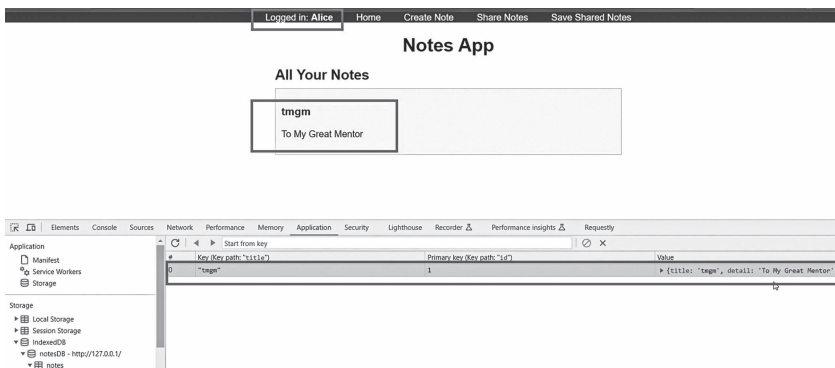 Logged in: Alice Home Create Note Share Notes Save Shared Notes
Notes App
All Your Notes
tmgm
To My Great Mentor
Elements Console Sources Network Performance Memory Application Security Lighthouse Recorder Performance insights Requestly
Application
Manifest
Service Workers
Storage
Storage
Local Storage
Session Storage
IndexedDB
notesDB - http://127.0.0.1/
notes
Start from key
# Key (Key path: "title") Primary key (Key path: "id") Value
0 "tmgm" 1 {title: 'tmgm', detail: 'To My Great Mentor'